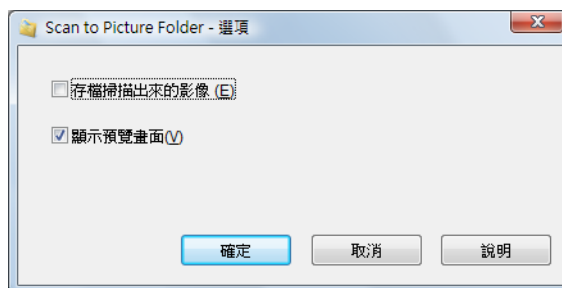 Scan to Picture Folder - 選項
存檔掃描出來的影像 (E)
顯示預覽畫面(V)
確定 取消 說明